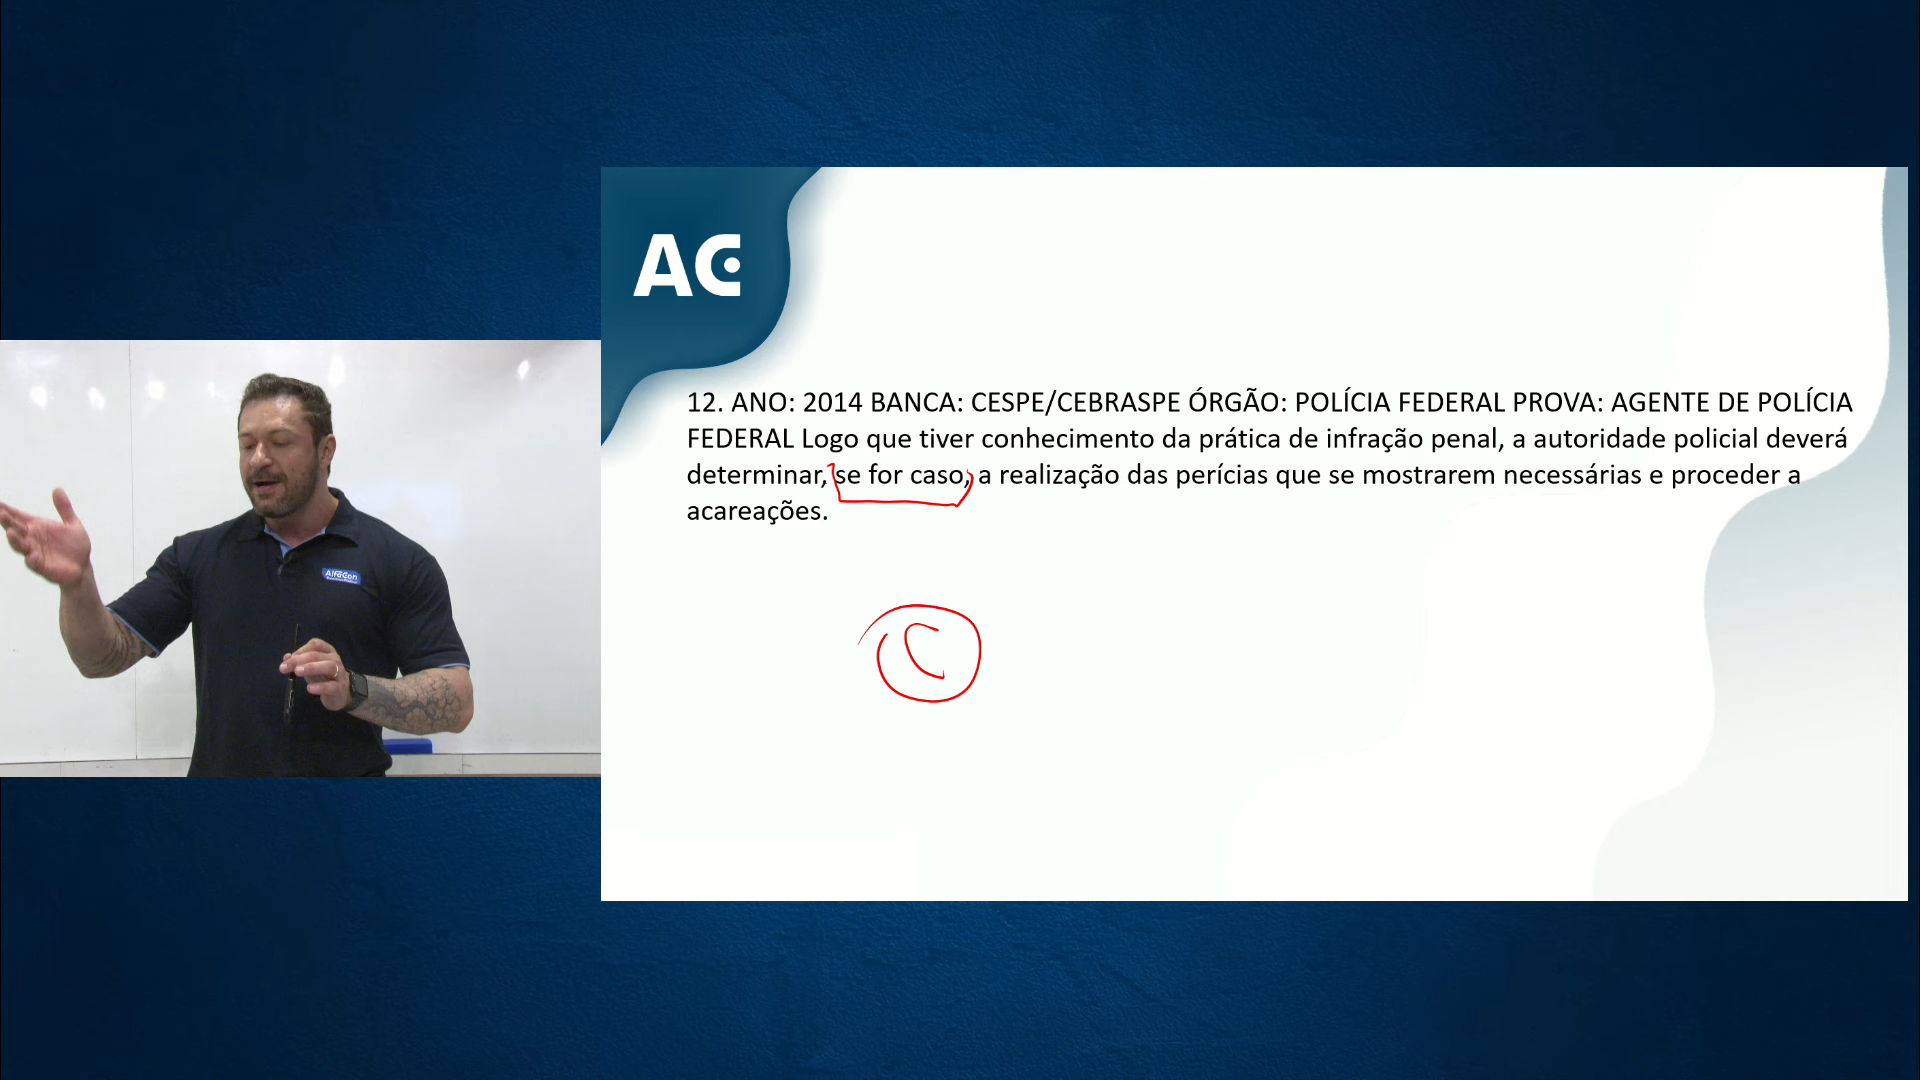 AC
12. ANO: 2014 BANCA: CESPE/CEBRASPE ÓRGÃO: POLÍCIA FEDERAL PROVA: AGENTE DE POLÍCIA
FEDERAL Logo que tiver conhecimento da prática de infração penal, a autoridade policial deverá
determinar, se for caso, a realização das perícias que se mostrarem necessárias e proceder a
acareações.
AlfaCon
C